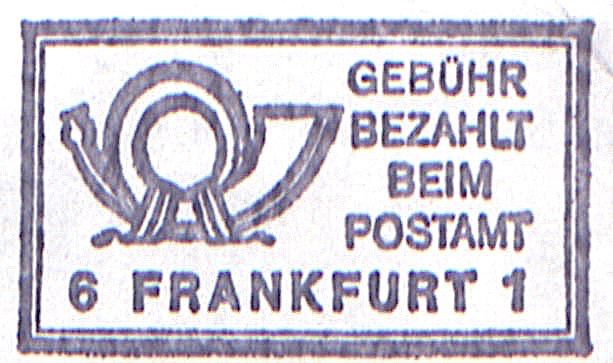 GEBÜHR
BEZAHLT
BEIM
POSTAMT
6 FRANKFURT 1